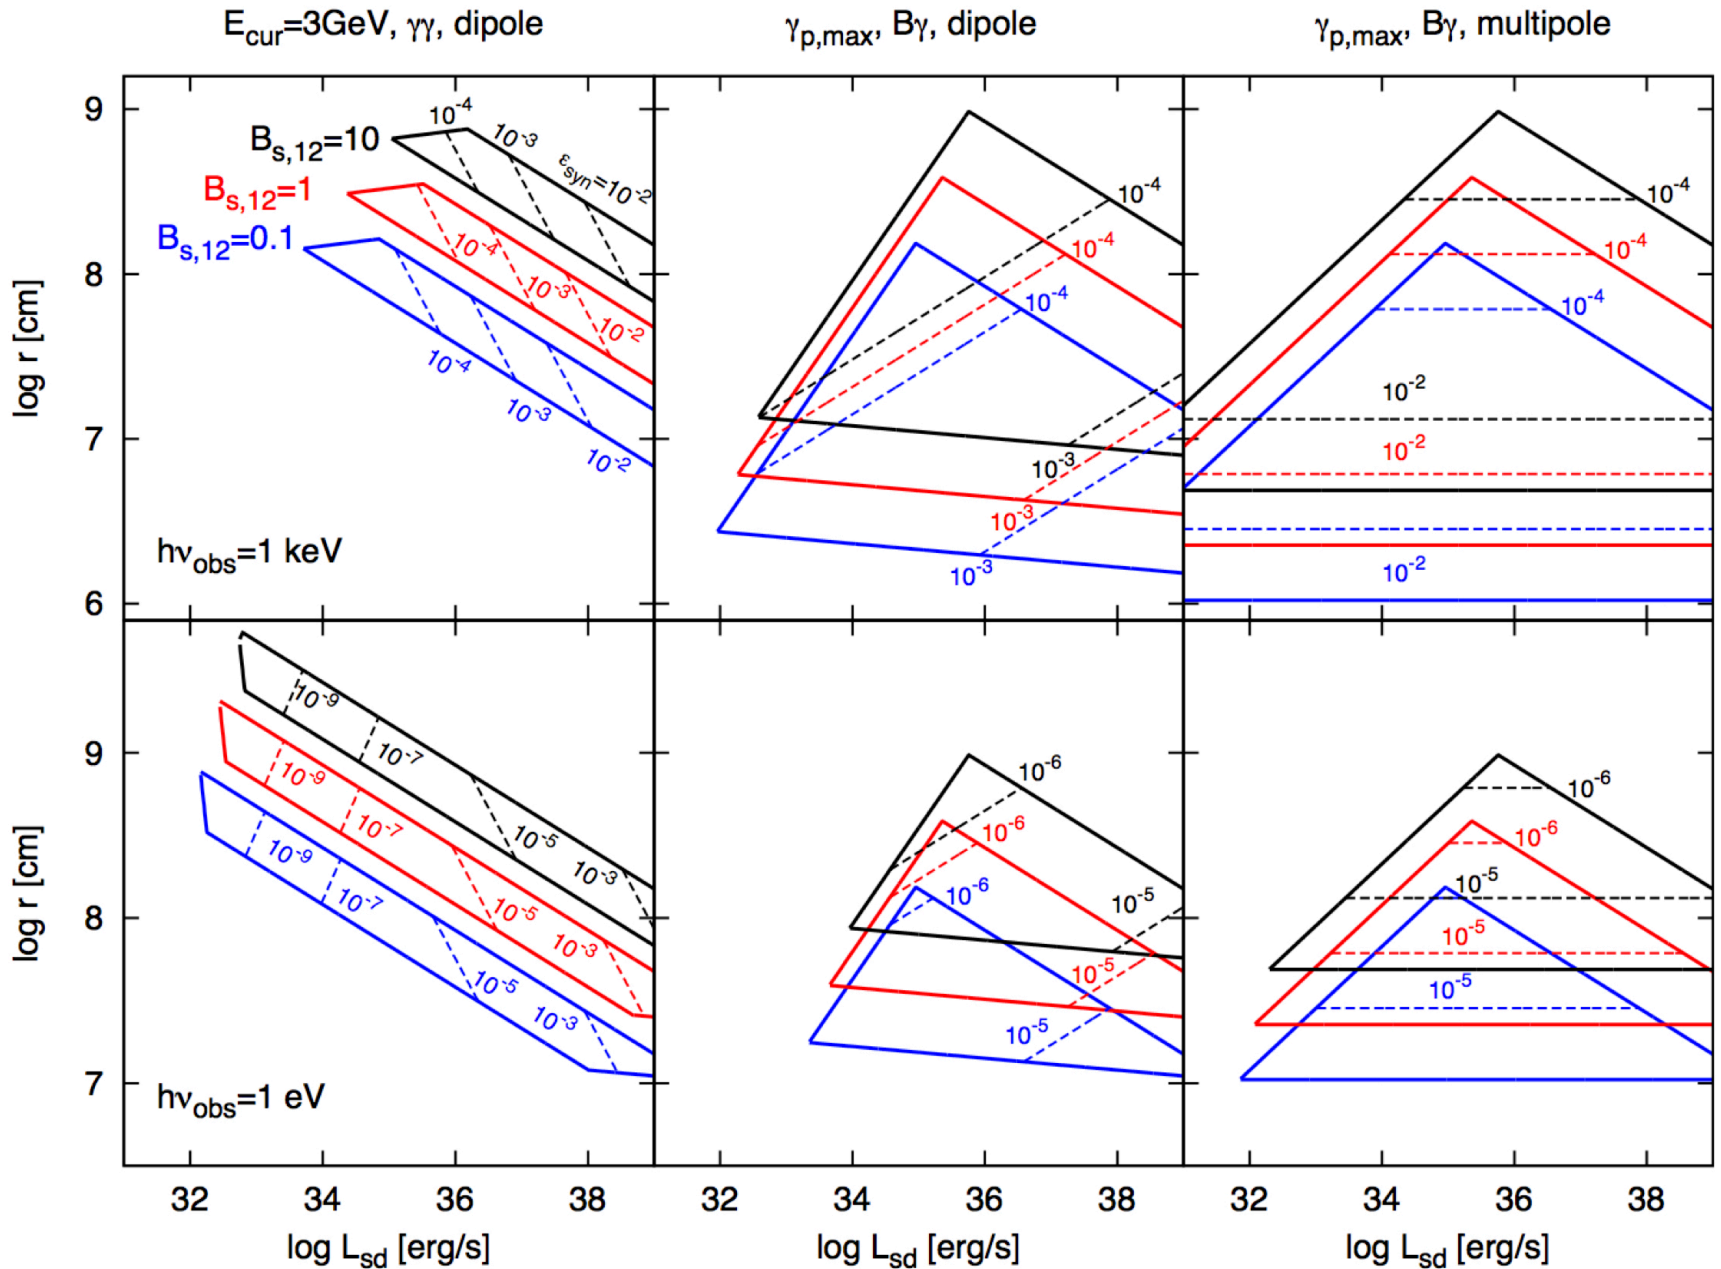 E_cur=3GeV, γγ, dipole
γ_p,max, Bγ, dipole
γ_p,max, Bγ, multipole
9
8
7
6
log r [cm]
B_s,12=10
B_s,12=1
B_s,12=0.1
10^-4
10^-3
ε_syn=10^-2
10^-4
10^-3
10^-2
10^-4
10^-3
10^-2
hν_obs=1 keV
10^-4
10^-4
10^-4
10^-3
10^-3
10^-3
10^-4
10^-4
10^-4
10^-2
10^-2
10^-2
9
8
7
log r [cm]
10^-9
10^-7
10^-5
10^-3
10^-9
10^-7
10^-5
10^-3
10^-9
10^-7
10^-5
10^-3
hν_obs=1 eV
10^-6
10^-6
10^-6
10^-5
10^-5
10^-5
10^-6
10^-6
10^-5
10^-5
10^-5
32 34 36 38
32 34 36 38
32 34 36 38
log L_sd [erg/s]
log L_sd [erg/s]
log L_sd [erg/s]